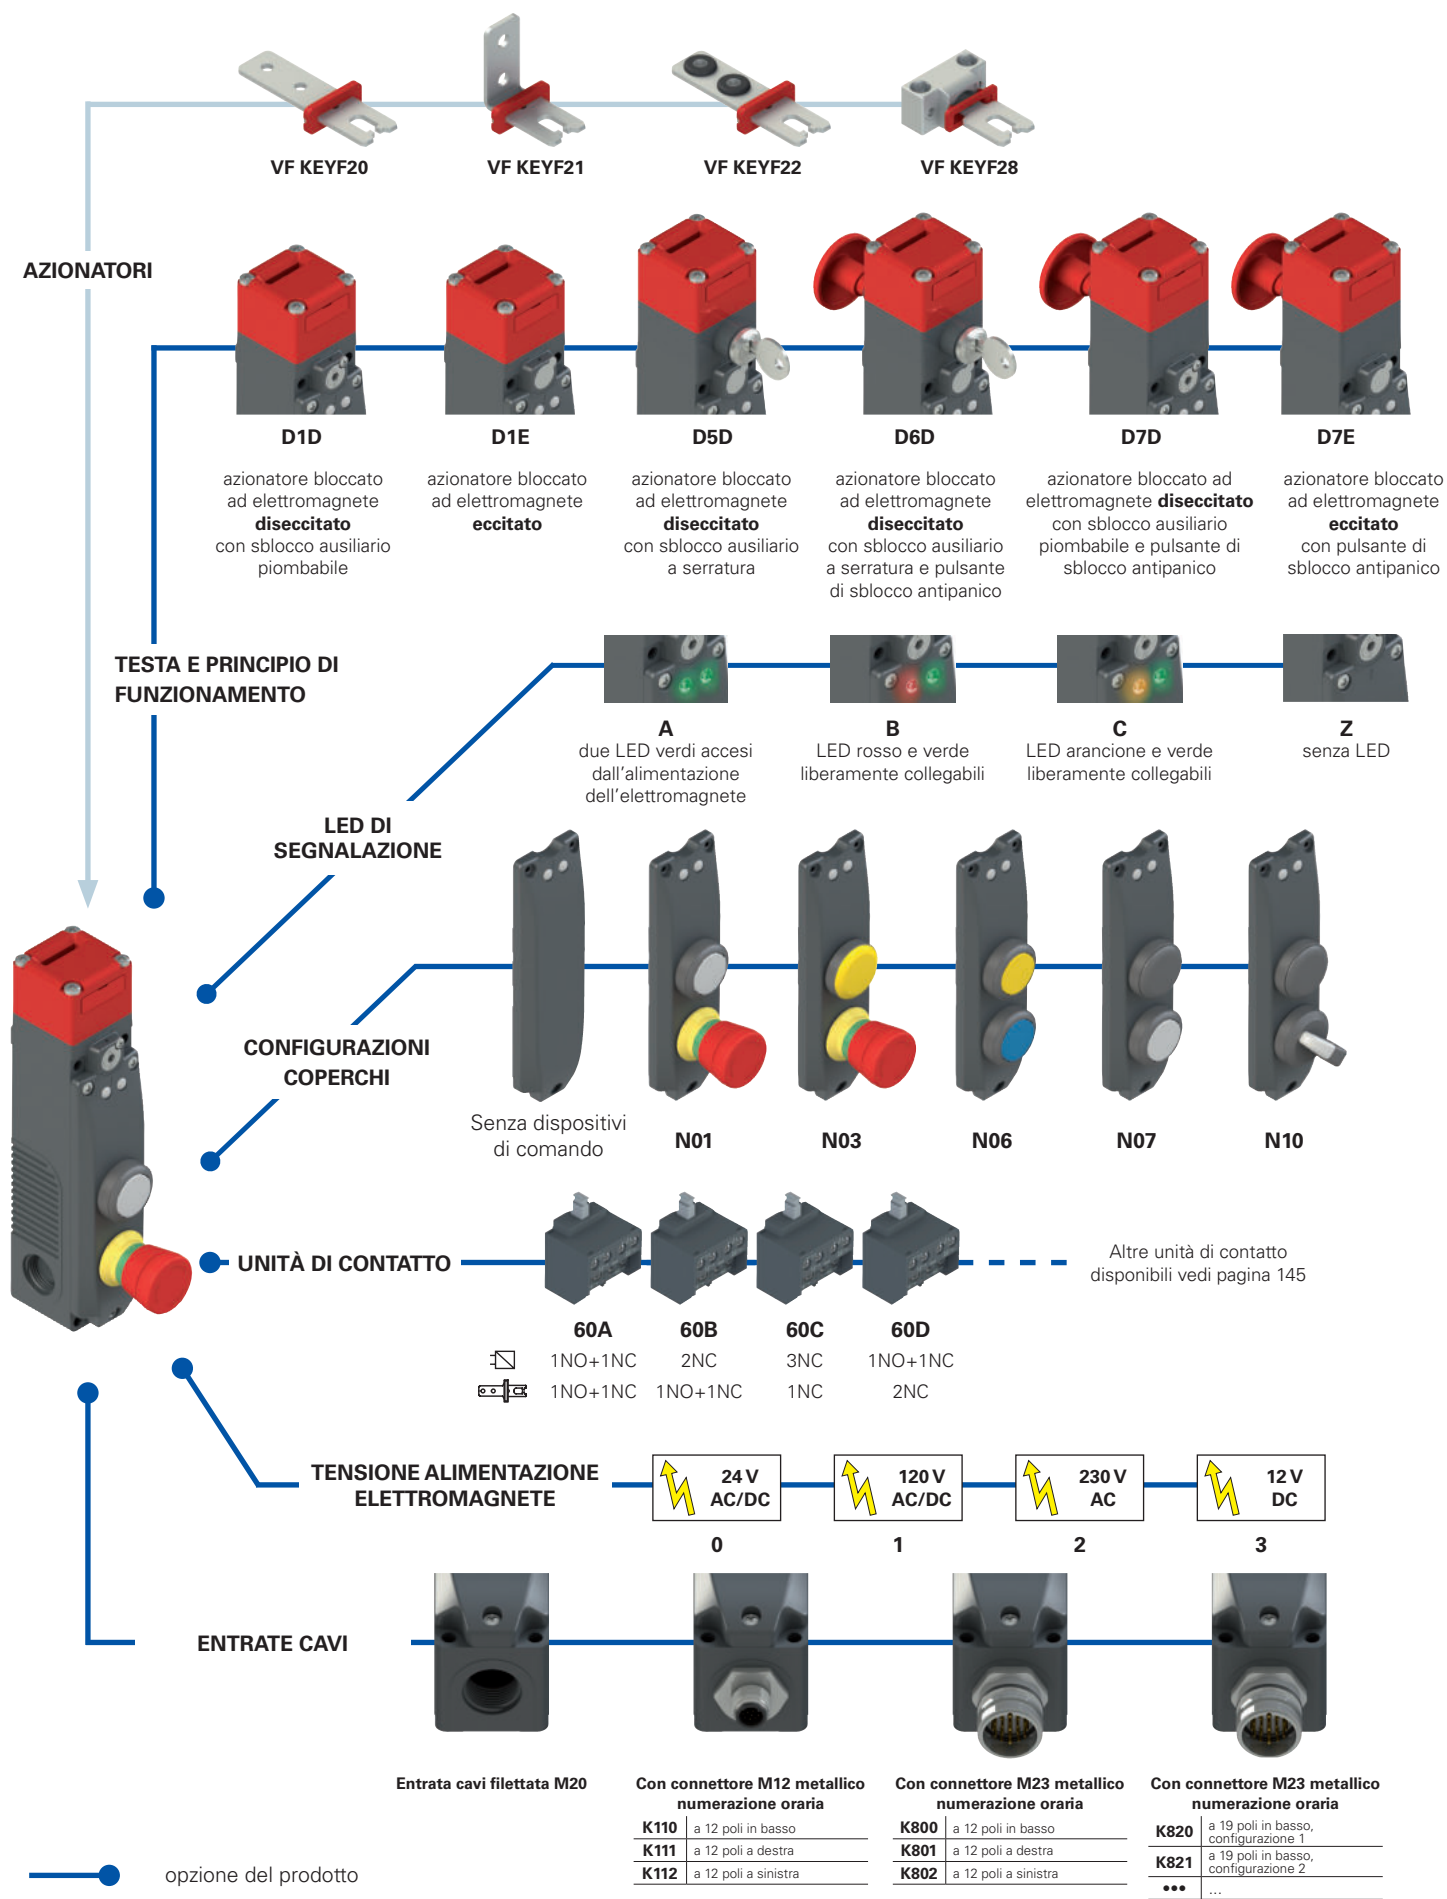 VF KEYF20
VF KEYF21
VF KEYF22
VF KEYF28
AZIONATORI
D1D
azionatore bloccato
ad elettromagnete
diseccitato
con sblocco ausiliario
piombabile
D1E
azionatore bloccato
ad elettromagnete
eccitato
D5D
azionatore bloccato
ad elettromagnete
diseccitato
con sblocco ausiliario
a serratura
D6D
azionatore bloccato
ad elettromagnete
diseccitato
con sblocco ausiliario
a serratura e pulsante
di sblocco antipanico
D7D
azionatore bloccato ad
elettromagnete diseccitato
con sblocco ausiliario
piombabile e pulsante di
sblocco antipanico
D7E
azionatore bloccato
ad elettromagnete
eccitato
con pulsante di
sblocco antipanico
TESTA E PRINCIPIO DI
FUNZIONAMENTO
A
due LED verdi accesi
dall'alimentazione
dell'elettromagnete
B
LED rosso e verde
liberamente collegabili
C
LED arancione e verde
liberamente collegabili
Z
senza LED
LED DI
SEGNALAZIONE
CONFIGURAZIONI
COPERCHI
Senza dispositivi
di comando
N01
N03
N06
N07
N10
UNITÀ DI CONTATTO
Altre unità di contatto
disponibili vedi pagina 145
60A
60B
60C
60D
1NO+1NC
2NC
3NC
1NO+1NC
1NO+1NC
1NO+1NC
1NC
2NC
TENSIONE ALIMENTAZIONE
ELETTROMAGNETE
24 V
AC/DC
0
120 V
AC/DC
1
230 V
AC
2
12 V
DC
3
ENTRATE CAVI
Entrata cavi filettata M20
Con connettore M12 metallico
numerazione oraria
K110 a 12 poli in basso
K111 a 12 poli a destra
K112 a 12 poli a sinistra
Con connettore M23 metallico
numerazione oraria
K800 a 12 poli in basso
K801 a 12 poli a destra
K802 a 12 poli a sinistra
Con connettore M23 metallico
numerazione oraria
K820 a 19 poli in basso,
configurazione 1
K821 a 19 poli in basso,
configurazione 2
••• ...
opzione del prodotto